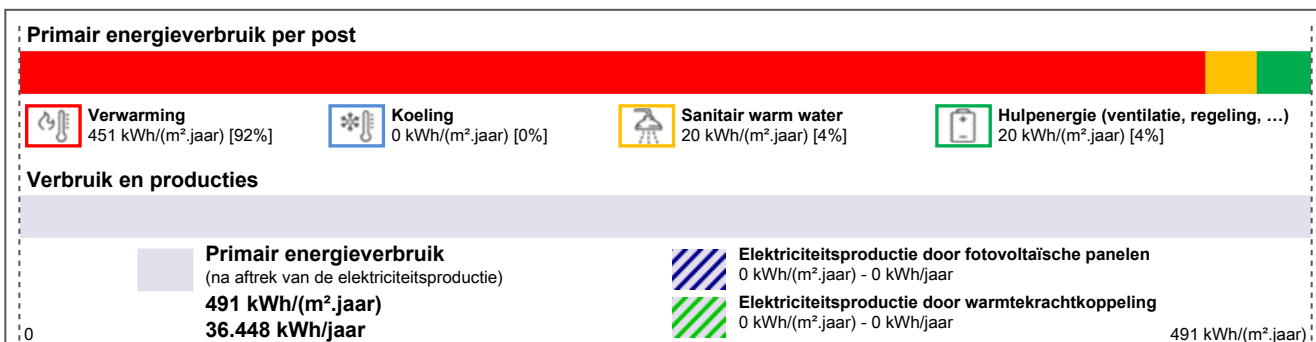 Primair energieverbruik per post
Verwarming
451 kWh/(m².jaar) [92%]
Koeling
0 kWh/(m².jaar) [0%]
Sanitair warm water
20 kWh/(m².jaar) [4%]
Hulpenergie (ventilatie, regeling, …)
20 kWh/(m².jaar) [4%]
Verbruik en producties
Primair energieverbruik
(na aftrek van de elektriciteitsproductie)
491 kWh/(m².jaar)
36.448 kWh/jaar
Elektriciteitsproductie door fotovoltaïsche panelen
0 kWh/(m².jaar) - 0 kWh/jaar
Elektriciteitsproductie door warmtekrachtkoppeling
0 kWh/(m².jaar) - 0 kWh/jaar
0
491 kWh/(m².jaar)